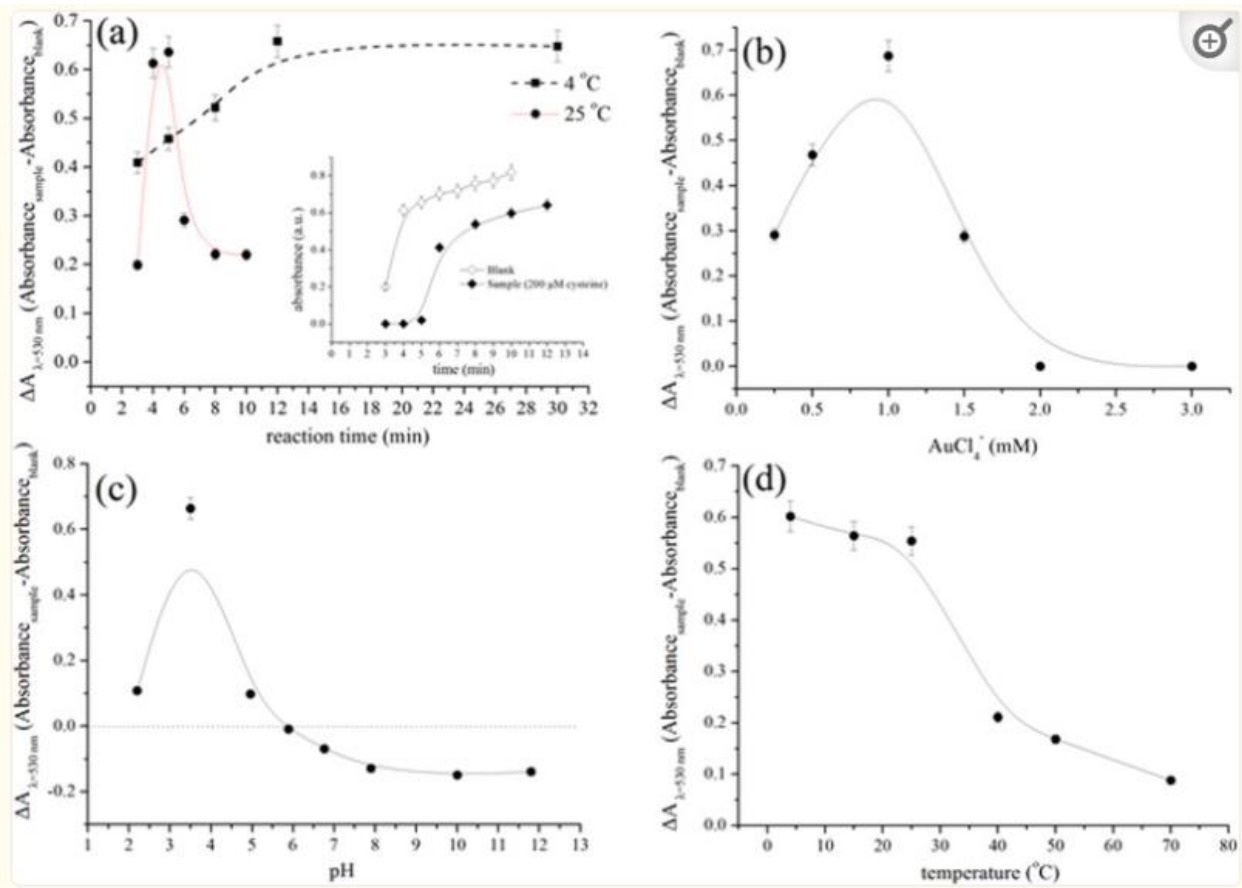 (a)
ΔA λ=530 nm (Absorbance sample-Absorbance blank)
0.7
0.6
0.5
0.4
0.3
0.2
0.1
0.0
4 °C
25 °C
absorbance (a.u.)
0.8
0.6
0.4
0.2
0.0
Blank
Sample (200 μM cysteine)
0 1 2 3 4 5 6 7 8 9 10 11 12 13 14
time (min)
0 2 4 6 8 10 12 14 16 18 20 22 24 26 28 30 32
reaction time (min)
(b)
ΔA λ=530 nm (Absorbance sample-Absorbance blank)
0.7
0.6
0.5
0.4
0.3
0.2
0.1
0.0
0.0 0.5 1.0 1.5 2.0 2.5 3.0
AuCl4- (mM)
(c)
ΔA λ=530 nm (Absorbance sample-Absorbance blank)
0.8
0.6
0.4
0.2
0.0
-0.2
1 2 3 4 5 6 7 8 9 10 11 12 13
pH
(d)
ΔA λ=530 nm (Absorbance sample-Absorbance blank)
0.7
0.6
0.5
0.4
0.3
0.2
0.1
0.0
0 10 20 30 40 50 60 70 80
temperature (°C)